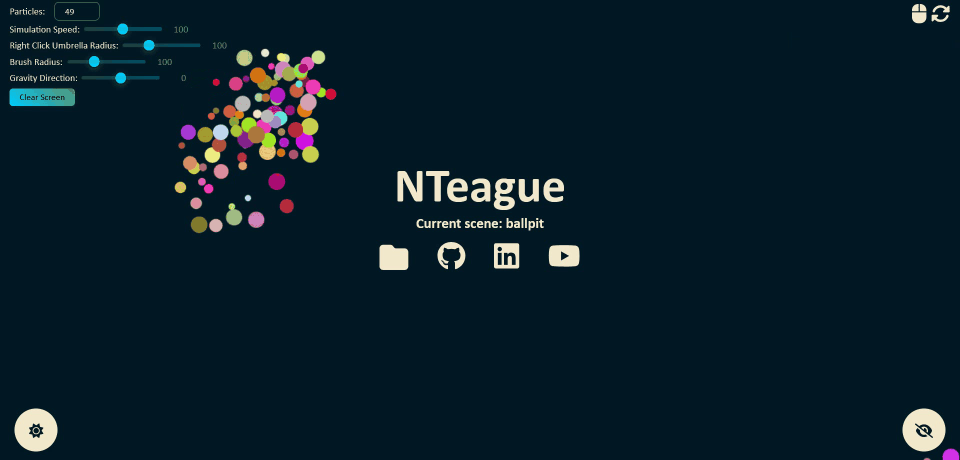 Particles: 49
Simulation Speed: 100
Right Click Umbrella Radius: 100
Brush Radius: 100
Gravity Direction: 0
Clear Screen
NTeague
Current scene: ballpit
in